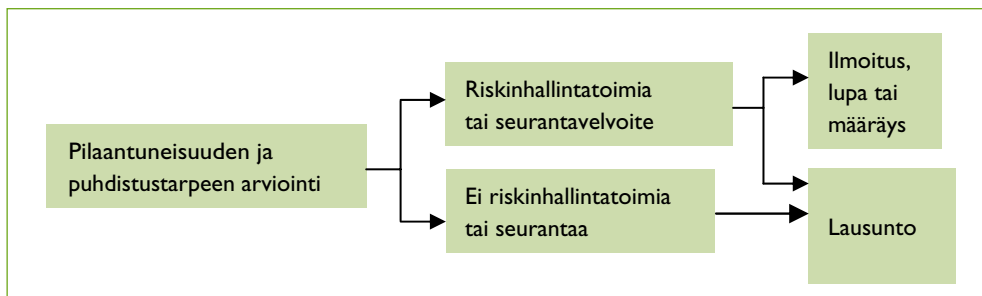 Pilaantuneisuuden ja
puhdistustarpeen arviointi
Riskinhallintatoimia
tai seurantavelvoite
Ei riskinhallintatoimia
tai seurantaa
Ilmoitus,
lupa tai
määräys
Lausunto